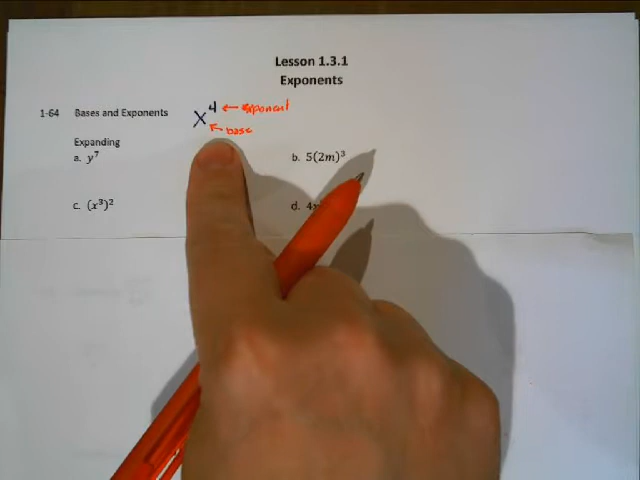 Lesson 1.3.1
Exponents
1-64 Bases and Exponents x⁴ ← exponent
← base
Expanding
a. y⁷ b. 5(2m)³
c. (x³)² d. 4x